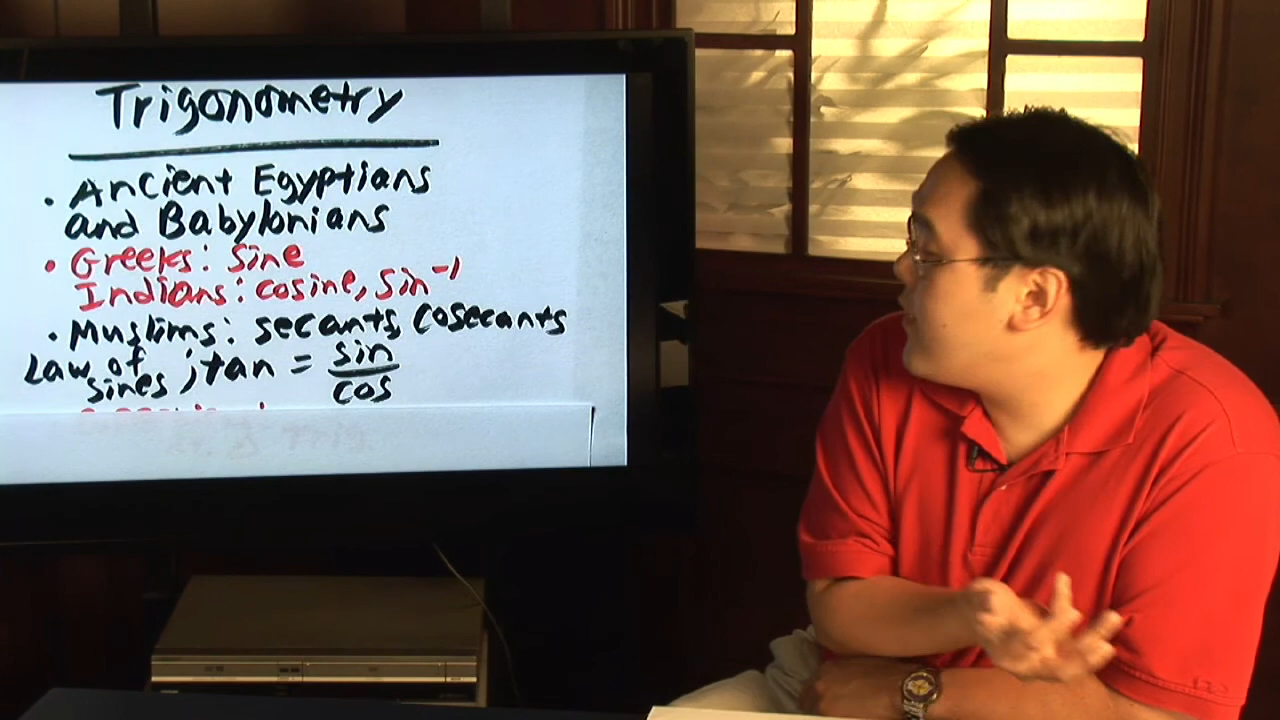 Trigonometry
• Ancient Egyptians
and Babylonians
• Greeks: sine
Indians: cosine, sin⁻¹
• Muslims: secants, cosecants
Law of sines ; tan = sin/cos